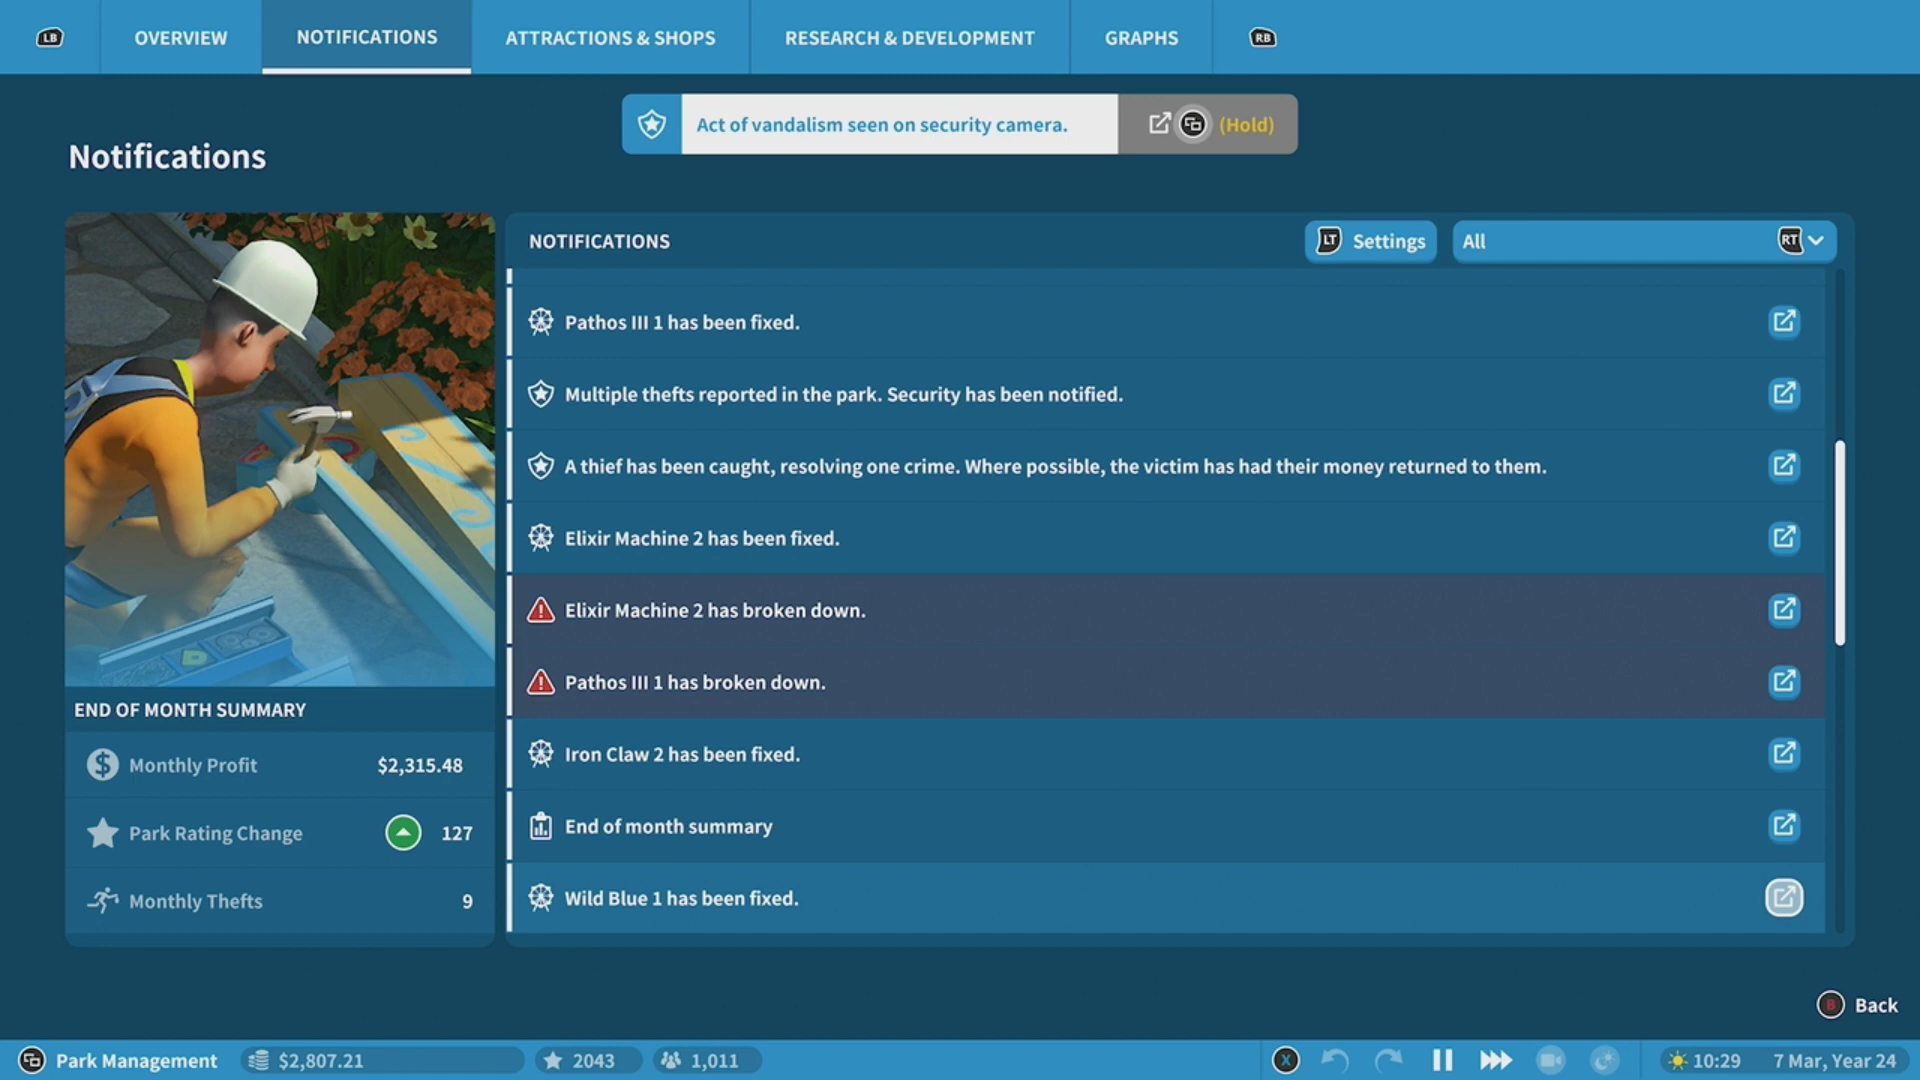 LB
OVERVIEW
NOTIFICATIONS
ATTRACTIONS & SHOPS
RESEARCH & DEVELOPMENT
GRAPHS
RB
Act of vandalism seen on security camera.
(Hold)
Notifications
NOTIFICATIONS
LT Settings
All
RT
Pathos III 1 has been fixed.
Multiple thefts reported in the park. Security has been notified.
A thief has been caught, resolving one crime. Where possible, the victim has had their money returned to them.
Elixir Machine 2 has been fixed.
Elixir Machine 2 has broken down.
Pathos III 1 has broken down.
Iron Claw 2 has been fixed.
End of month summary
Wild Blue 1 has been fixed.
END OF MONTH SUMMARY
Monthly Profit $2,315.48
Park Rating Change 127
Monthly Thefts 9
B Back
Park Management
$2,807.21
2043
1,011
X
10:29
7 Mar, Year 24